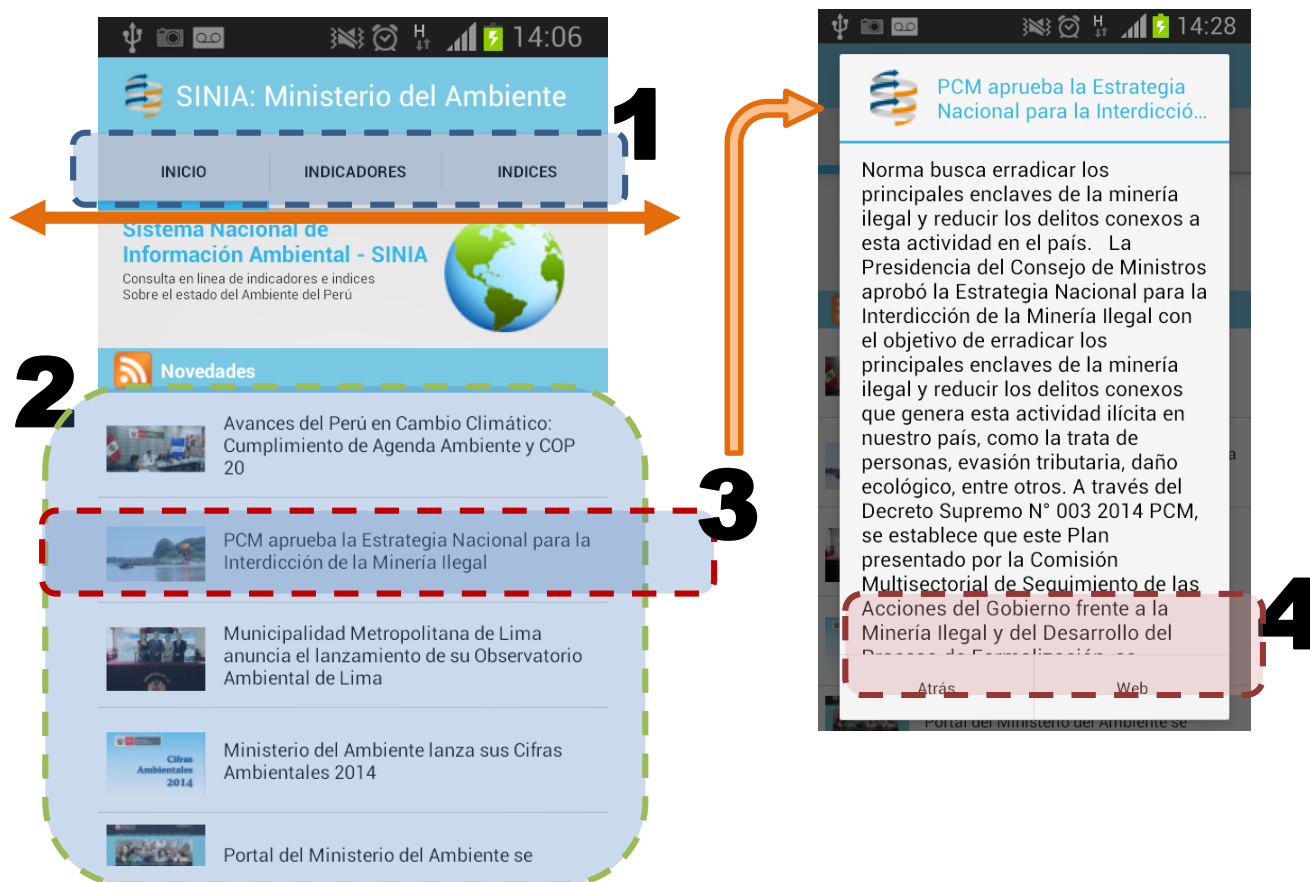 14:06
SINIA: Ministerio del Ambiente
1
INICIO
INDICADORES
INDICES
Sistema Nacional de
Información Ambiental - SINIA
Consulta en linea de indicadores e indices
Sobre el estado del Ambiente del Perú
2
Novedades
Avances del Perú en Cambio Climático:
Cumplimiento de Agenda Ambiente y COP
20
3
PCM aprueba la Estrategia Nacional para la
Interdicción de la Minería Ilegal
Municipalidad Metropolitana de Lima
anuncia el lanzamiento de su Observatorio
Ambiental de Lima
Cifras
Ambientales
2014
Ministerio del Ambiente lanza sus Cifras
Ambientales 2014
Portal del Ministerio del Ambiente se
H
14:28
PCM aprueba la Estrategia
Nacional para la Interdicció...
Norma busca erradicar los
principales enclaves de la minería
ilegal y reducir los delitos conexos a
esta actividad en el país.   La
Presidencia del Consejo de Ministros
aprobó la Estrategia Nacional para la
Interdicción de la Minería Ilegal con
el objetivo de erradicar los
principales enclaves de la minería
ilegal y reducir los delitos conexos
que genera esta actividad ilícita en
nuestro país, como la trata de
personas, evasión tributaria, daño
ecológico, entre otros. A través del
Decreto Supremo N° 003 2014 PCM,
se establece que este Plan
presentado por la Comisión
Multisectorial de Seguimiento de las
Acciones del Gobierno frente a la
Minería Ilegal y del Desarrollo del
Proceso de Formalización, se
4
Atrás
Web
Portal del Ministerio del Ambiente se